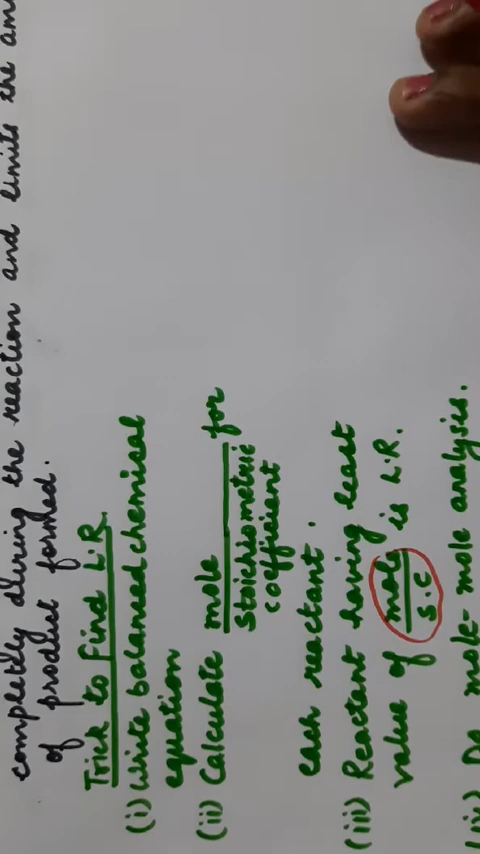 completely during the reaction and limits the am
of product formed.
Trick to find L.R.
(i) Write balanced chemical
equation
(ii) Calculate mole for
Stoichiometric
coefficient
each reactant.
(iii) Reactant having least
value of mole is L.R.
S.C
(iv) Do mole-mole analysis.